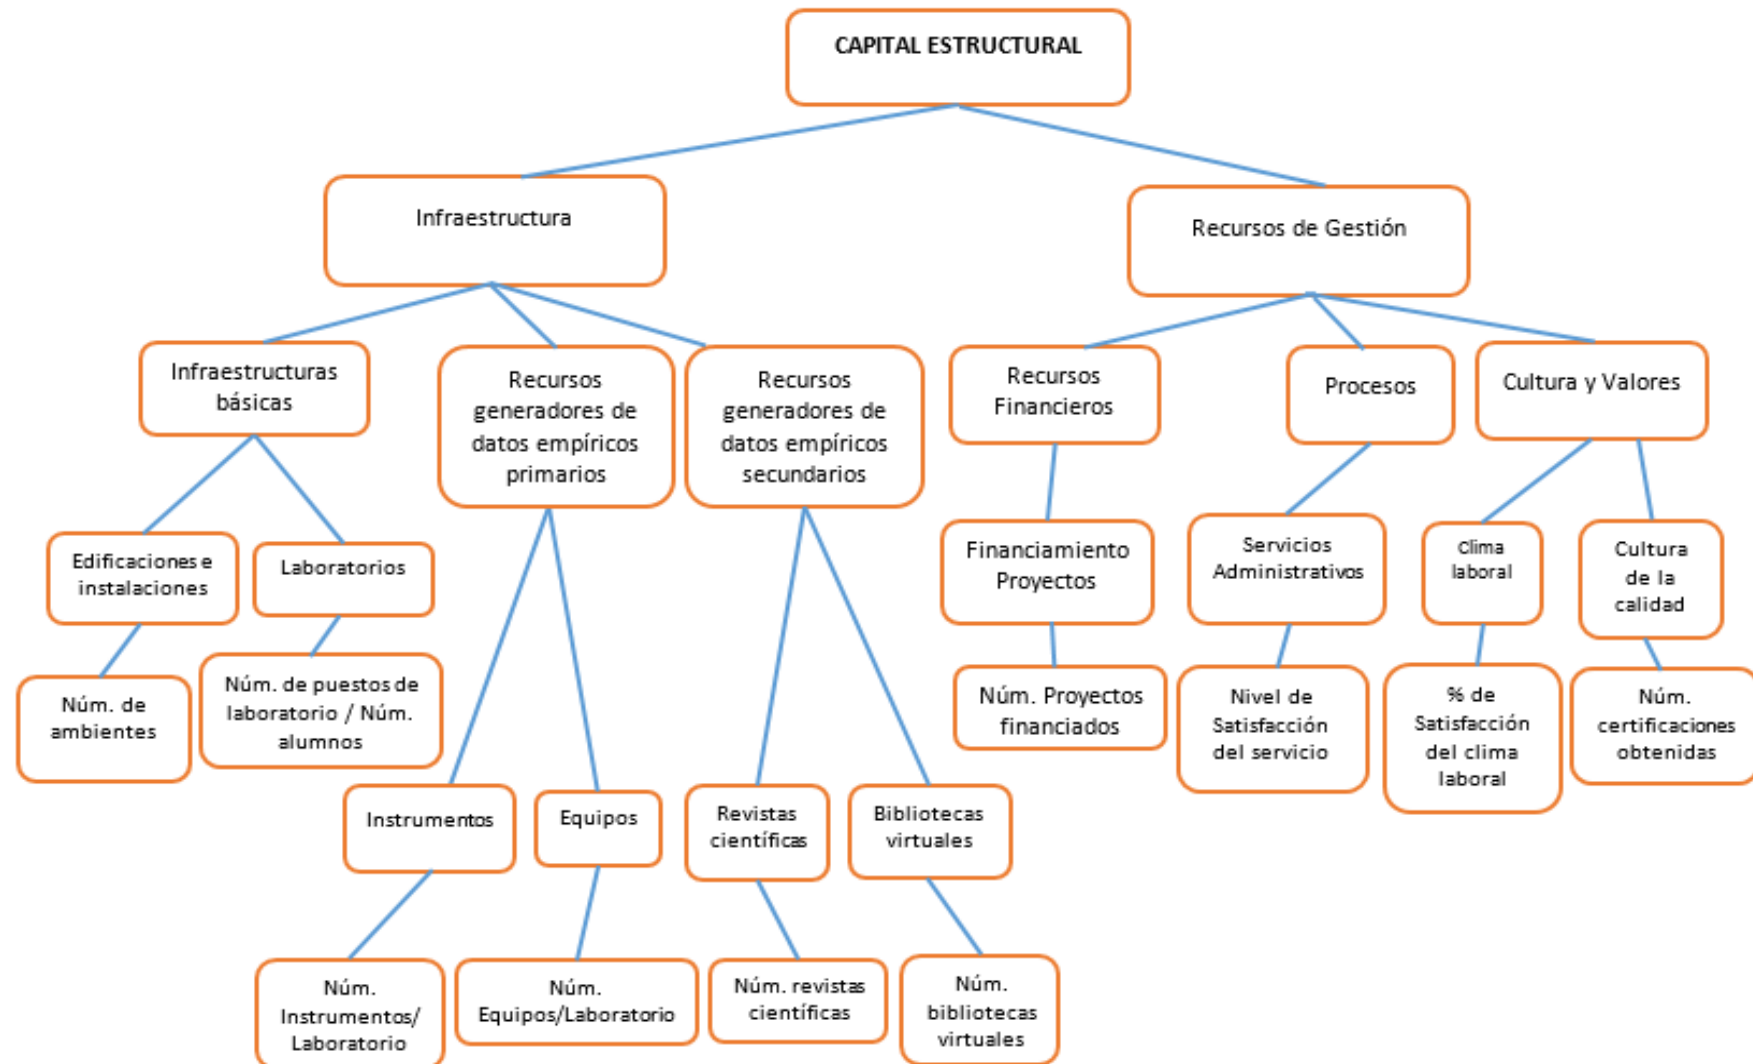 CAPITAL ESTRUCTURAL
Infraestructura
Recursos de Gestión
Infraestructuras
básicas
Recursos
generadores de
datos empíricos
primarios
Recursos
generadores de
datos empíricos
secundarios
Recursos
Financieros
Procesos
Cultura y Valores
Edificaciones e
instalaciones
Laboratorios
Financiamiento
Proyectos
Servicios
Administrativos
Clima
laboral
Cultura
de la
calidad
Núm. de
ambientes
Núm. de puestos de
laboratorio / Núm.
alumnos
Núm. Proyectos
financiados
Nivel de
Satisfacción
del servicio
% de
Satisfacción
del clima
laboral
Núm.
certificaciones
obtenidas
Instrumentos
Equipos
Revistas
científicas
Bibliotecas
virtuales
Núm.
Instrumentos/
Laboratorio
Núm.
Equipos/Laboratorio
Núm. revistas
científicas
Núm.
bibliotecas
virtuales